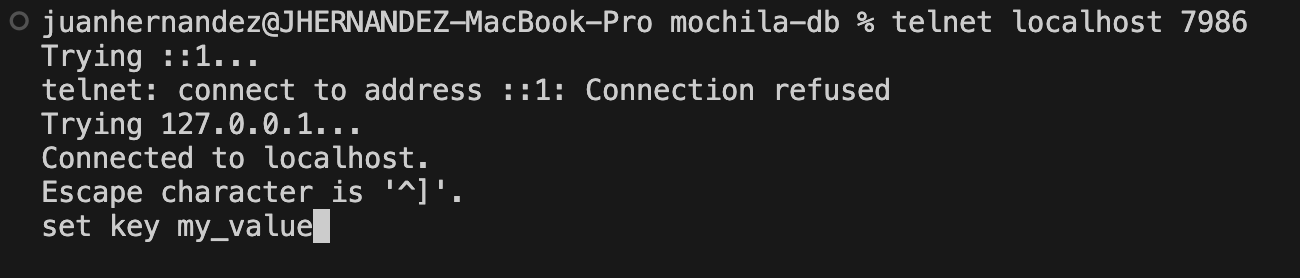 juanhernandez@JHERNANDEZ-MacBook-Pro mochila-db % telnet localhost 7986
Trying ::1...
telnet: connect to address ::1: Connection refused
Trying 127.0.0.1...
Connected to localhost.
Escape character is '^]'.
set key my_value